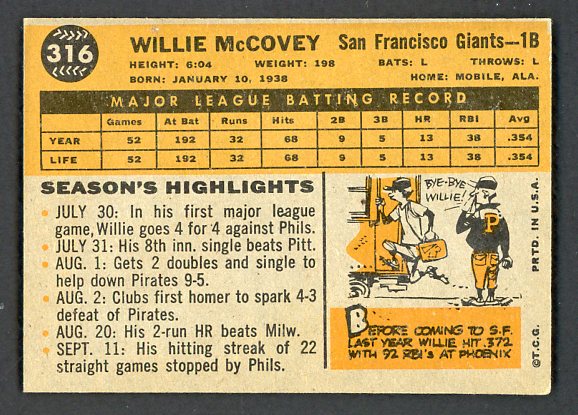 316
WILLIE McCOVEY San Francisco Giants—1B
HEIGHT: 6:04 WEIGHT: 198 BATS: L THROWS: L
BORN: JANUARY 10, 1938 HOME: MOBILE, ALA.
MAJOR LEAGUE BATTING RECORD
Games At Bat Runs Hits 2B 3B HR RBI Avg
YEAR 52 192 32 68 9 5 13 38 .354
LIFE 52 192 32 68 9 5 13 38 .354
SEASON'S HIGHLIGHTS
JULY 30: In his first major league
game, Willie goes 4 for 4 against Phils.
JULY 31: His 8th inn. single beats Pitt.
AUG. 1: Gets 2 doubles and single to
help down Pirates 9-5.
AUG. 2: Clubs first homer to spark 4-3
defeat of Pirates.
AUG. 20: His 2-run HR beats Milw.
SEPT. 11: His hitting streak of 22
straight games stopped by Phils.
BYE-BYE
WILLIE!
P
BEFORE COMING TO S.F.
LAST YEAR WILLIE HIT .372
WITH 92 RBI's AT PHOENIX
©T.C.G. PRTD. IN U.S.A.